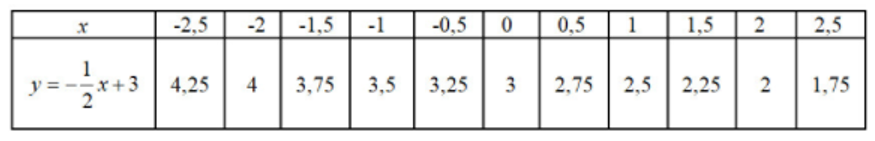 x -2,5 -2 -1,5 -1 -0,5 0 0,5 1 1,5 2 2,5
y = -\frac{1}{2}x + 3 4,25 4 3,75 3,5 3,25 3 2,75 2,5 2,25 2 1,75